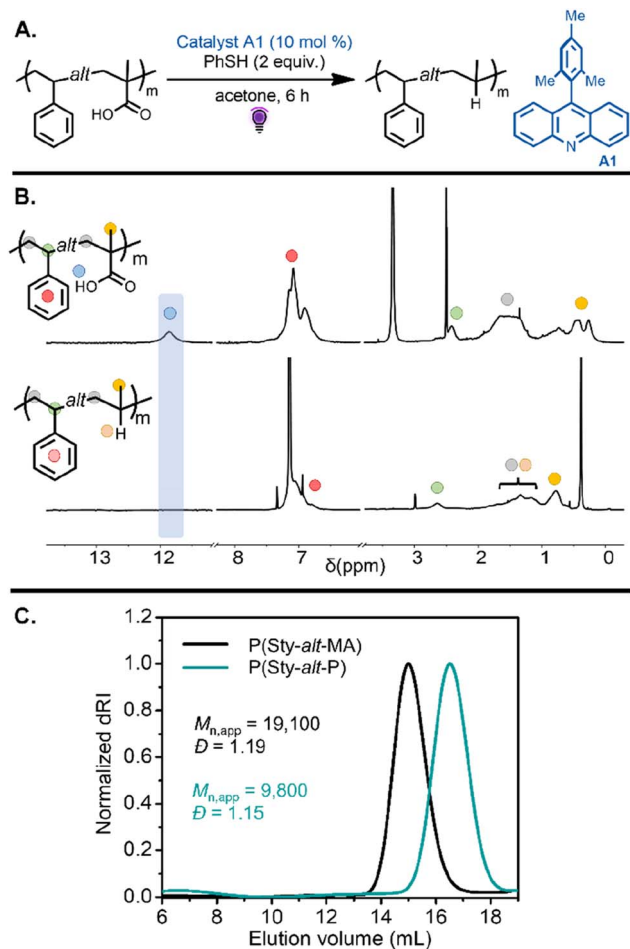 A.
Catalyst A1 (10 mol %)
PhSH (2 equiv.)
acetone, 6 h
alt
m
HO
O
alt
m
H
Me
Me
Me
N
A1
B.
alt
m
HO
O
alt
m
H
13 12 8 7 6 3 2 1 0
δ(ppm)
C.
P(Sty-alt-MA)
P(Sty-alt-P)
Mn,app = 19,100
Đ = 1.19
Mn,app = 9,800
Đ = 1.15
Normalized dRI
1.2
1.0
0.8
0.6
0.4
0.2
0.0
6 8 10 12 14 16 18
Elution volume (mL)